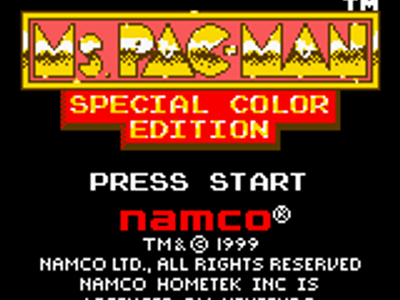 TM
Ms. PAC-MAN
SPECIAL COLOR
EDITION
PRESS START
namco®
TM & © 1999
NAMCO LTD., ALL RIGHTS RESERVED
NAMCO HOMETEK INC IS